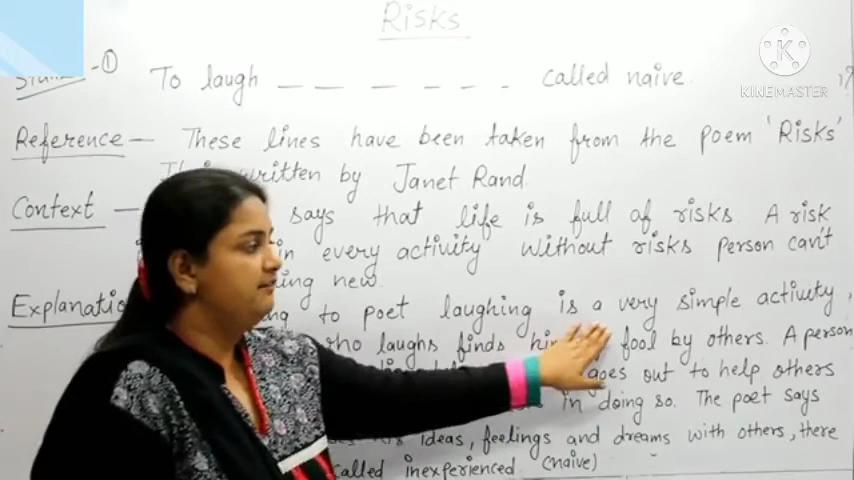 Risks
- ① To laugh _ _ _ _ _ _ called naive.
Reference - These lines have been taken from the poem 'Risks'
written by Janet Rand.
Context - says that life is full of risks. A risk
in every activity without risks person can't
new.
to poet laughing is a very simple activity,
who laughs finds fool by others. A person
goes out to help others
in doing so. The poet says
ideas, feelings and dreams with others, there
called inexperienced (naive)
KINEMASTER